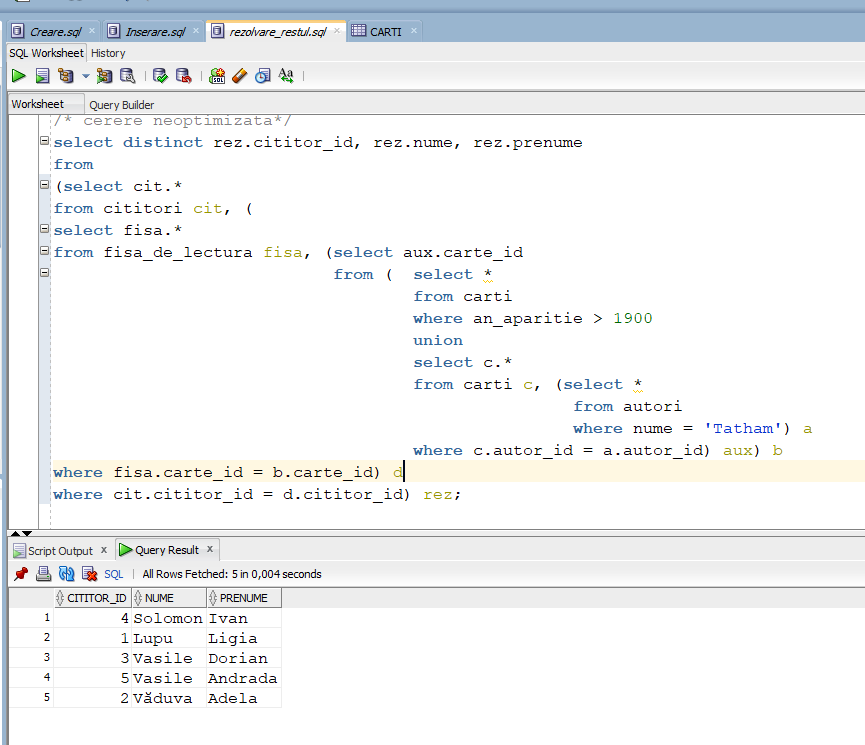 Creare.sql × Inserare.sql × rezolvare_restul.sql × CARTI ×
SQL Worksheet History
Aa
Worksheet Query Builder
/* cerere neoptimizata*/
select distinct rez.cititor_id, rez.nume, rez.prenume
from
(select cit.*
from cititori cit, (
select fisa.*
from fisa_de_lectura fisa, (select aux.carte_id
from ( select *
from carti
where an_aparitie > 1900
union
select c.*
from carti c, (select *
from autori
where nume = 'Tatham') a
where c.autor_id = a.autor_id) aux) b
where fisa.carte_id = b.carte_id) d
where cit.cititor_id = d.cititor_id) rez;
Script Output × Query Result ×
SQL | All Rows Fetched: 5 in 0,004 seconds
CITITOR_ID NUME PRENUME
1 4 Solomon Ivan
2 1 Lupu Ligia
3 3 Vasile Dorian
4 5 Vasile Andrada
5 2 Văduva Adela